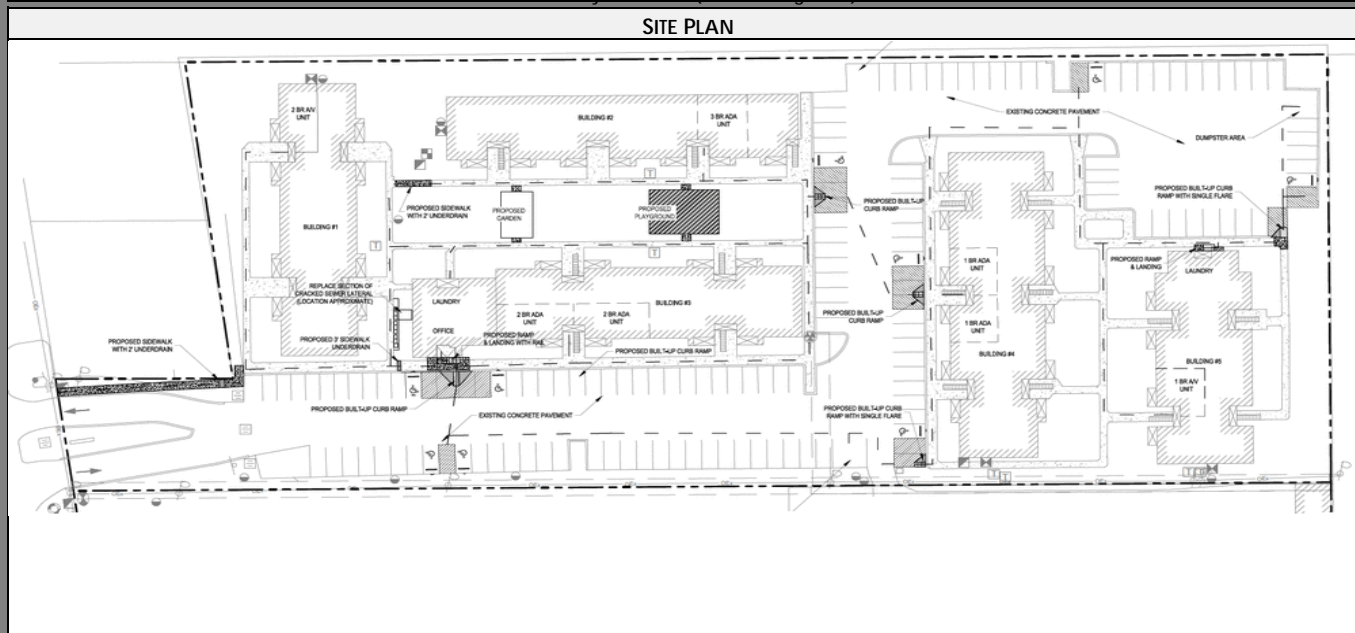 SITE PLAN
2 BR A/V
UNIT
BUILDING #2
3 BR ADA
UNIT
EXISTING CONCRETE PAVEMENT
DUMPSTER AREA
T
PROPOSED SIDEWALK
WITH 2' UNDERDRAIN
PROPOSED
GARDEN
PROPOSED
PLAYGROUND
PROPOSED BUILT-UP
CURB RAMP
PROPOSED BUILT-UP CURB
RAMP WITH SINGLE FLARE
BUILDING #1
T
T
REPLACE SECTION OF
CRACKED SEWER LATERAL
(LOCATION APPROXIMATE)
LAUNDRY
OFFICE
2 BR ADA
UNIT
2 BR ADA
UNIT
BUILDING #3
1 BR ADA
UNIT
1 BR ADA
UNIT
PROPOSED RAMP
& LANDING
LAUNDRY
PROPOSED BUILT-UP
CURB RAMP
PROPOSED SIDEWALK
WITH 2' UNDERDRAIN
PROPOSED 3' SIDEWALK
UNDERDRAIN
PROPOSED RAMP
& LANDING WITH RAIL
PROPOSED BUILT-UP CURB RAMP
BUILDING #4
BUILDING #5
1 BR A/V
UNIT
PROPOSED BUILT-UP CURB RAMP
EXISTING CONCRETE PAVEMENT
PROPOSED BUILT-UP CURB
RAMP WITH SINGLE FLARE
T